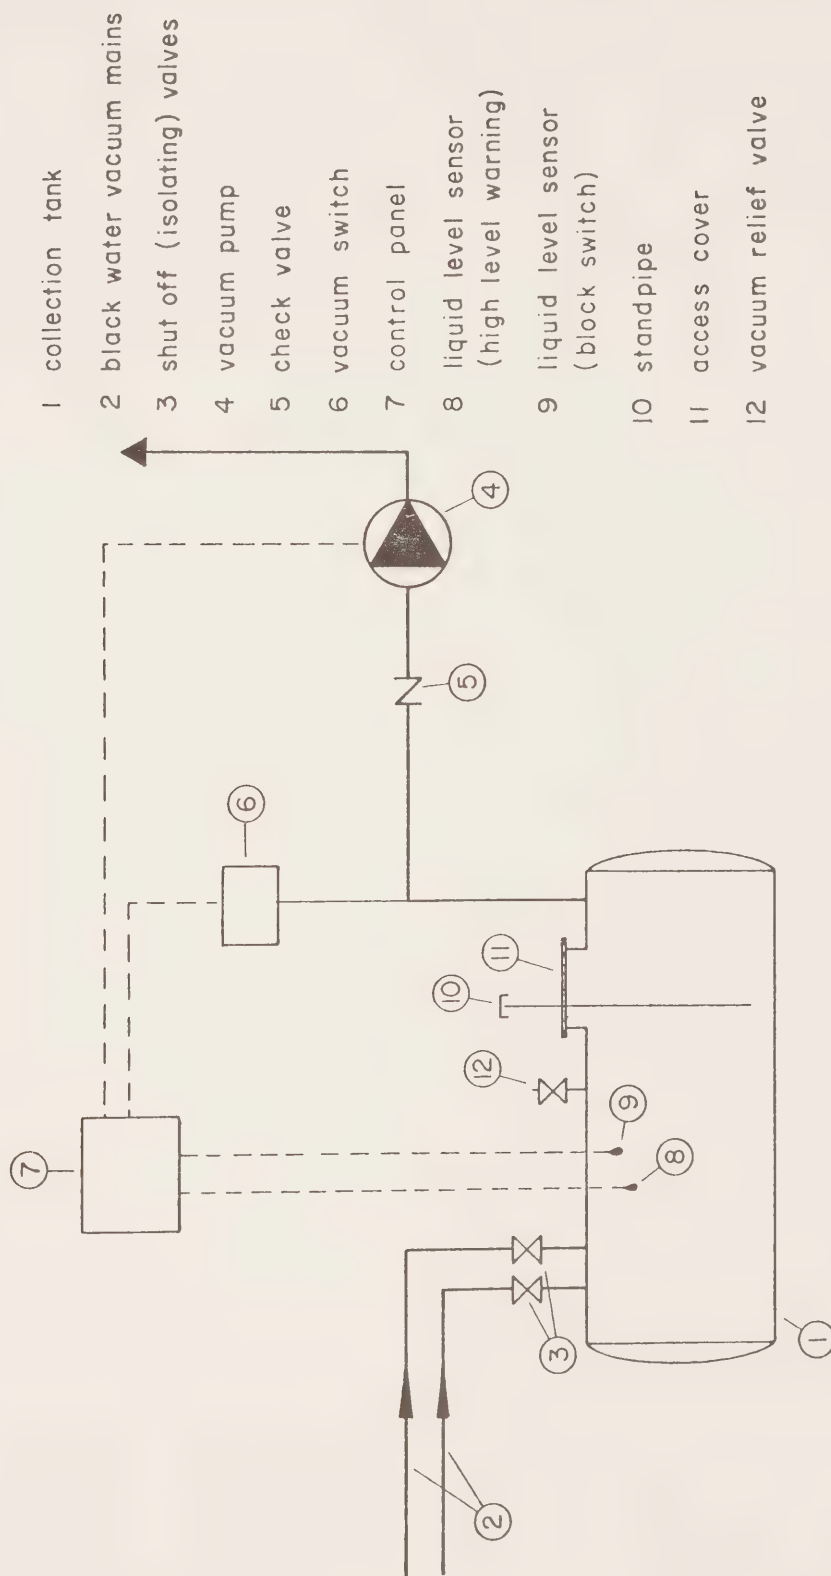 1 collection tank
2 black water vacuum mains
3 shut off (isolating) valves
4 vacuum pump
5 check valve
6 vacuum switch
7 control panel
8 liquid level sensor
(high level warning)
9 liquid level sensor
(block switch)
10 standpipe
11 access cover
12 vacuum relief valve
7
6
4
5
10
11
12
9
8
3
2
1